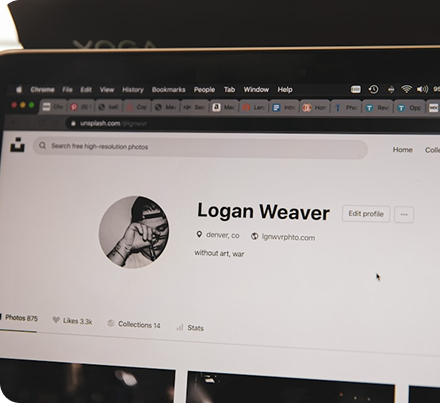 YOGA
Chrome File Edit View History Bookmarks People Tab Window Help
unsplash.com/@lgnwvr
Search free high-resolution photos
Home
Logan Weaver
Edit profile
denver, co lgnwvrphto.com
without art, war
Photos 875 Likes 3.3k Collections 14 Stats